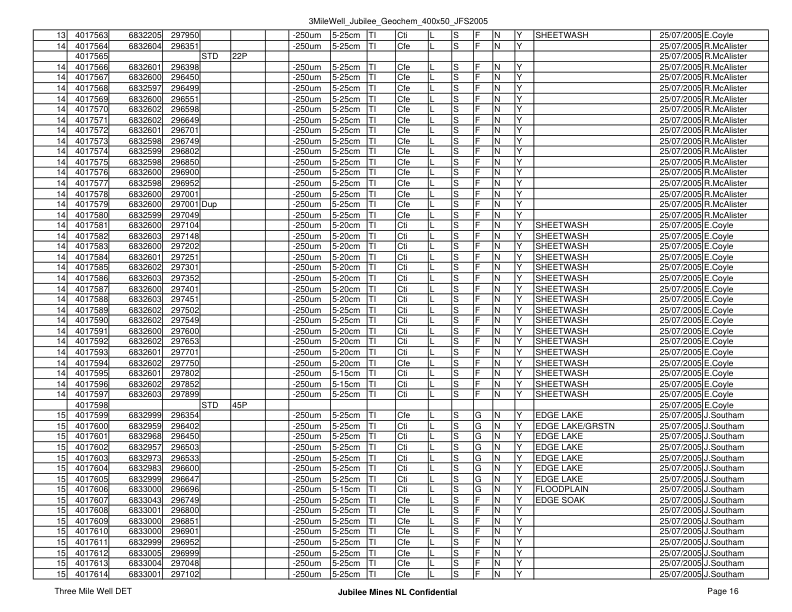 3MileWell_Jubilee_Geochem_400x50_JFS2005
13 4017563 6832205 297950 -250um 5-25cm TI Cti L S F N Y SHEETWASH 25/07/2005 E.Coyle
14 4017564 6832604 296351 -250um 5-25cm TI Cfe L S F N Y 25/07/2005 R.McAlister
14 4017565 STD 22P 25/07/2005 R.McAlister
14 4017566 6832601 296398 -250um 5-25cm TI Cfe L S F N Y 25/07/2005 R.McAlister
14 4017567 6832600 296450 -250um 5-25cm TI Cfe L S F N Y 25/07/2005 R.McAlister
14 4017568 6832597 296499 -250um 5-25cm TI Cfe L S F N Y 25/07/2005 R.McAlister
14 4017569 6832600 296551 -250um 5-25cm TI Cfe L S F N Y 25/07/2005 R.McAlister
14 4017570 6832602 296598 -250um 5-25cm TI Cfe L S F N Y 25/07/2005 R.McAlister
14 4017571 6832602 296649 -250um 5-25cm TI Cfe L S F N Y 25/07/2005 R.McAlister
14 4017572 6832601 296701 -250um 5-25cm TI Cfe L S F N Y 25/07/2005 R.McAlister
14 4017573 6832598 296749 -250um 5-25cm TI Cfe L S F N Y 25/07/2005 R.McAlister
14 4017574 6832599 296802 -250um 5-25cm TI Cfe L S F N Y 25/07/2005 R.McAlister
14 4017575 6832598 296850 -250um 5-25cm TI Cfe L S F N Y 25/07/2005 R.McAlister
14 4017576 6832600 296900 -250um 5-25cm TI Cfe L S F N Y 25/07/2005 R.McAlister
14 4017577 6832598 296952 -250um 5-25cm TI Cfe L S F N Y 25/07/2005 R.McAlister
14 4017578 6832600 297001 -250um 5-25cm TI Cfe L S F N Y 25/07/2005 R.McAlister
14 4017579 6832600 297001 Dup -250um 5-25cm TI Cfe L S F N Y 25/07/2005 R.McAlister
14 4017580 6832599 297049 -250um 5-25cm TI Cfe L S F N Y 25/07/2005 R.McAlister
14 4017581 6832600 297104 -250um 5-20cm TI Cti L S F N Y SHEETWASH 25/07/2005 E.Coyle
14 4017582 6832603 297148 -250um 5-20cm TI Cti L S F N Y SHEETWASH 25/07/2005 E.Coyle
14 4017583 6832600 297202 -250um 5-20cm TI Cti L S F N Y SHEETWASH 25/07/2005 E.Coyle
14 4017584 6832601 297251 -250um 5-20cm TI Cti L S F N Y SHEETWASH 25/07/2005 E.Coyle
14 4017585 6832602 297301 -250um 5-20cm TI Cti L S F N Y SHEETWASH 25/07/2005 E.Coyle
14 4017586 6832603 297352 -250um 5-20cm TI Cti L S F N Y SHEETWASH 25/07/2005 E.Coyle
14 4017587 6832600 297401 -250um 5-20cm TI Cti L S F N Y SHEETWASH 25/07/2005 E.Coyle
14 4017588 6832603 297451 -250um 5-20cm TI Cti L S F N Y SHEETWASH 25/07/2005 E.Coyle
14 4017589 6832602 297502 -250um 5-20cm TI Cti L S F N Y SHEETWASH 25/07/2005 E.Coyle
14 4017590 6832602 297549 -250um 5-20cm TI Cti L S F N Y SHEETWASH 25/07/2005 E.Coyle
14 4017591 6832600 297600 -250um 5-20cm TI Cti L S F N Y SHEETWASH 25/07/2005 E.Coyle
14 4017592 6832602 297653 -250um 5-20cm TI Cti L S F N Y SHEETWASH 25/07/2005 E.Coyle
14 4017593 6832601 297701 -250um 5-20cm TI Cti L S F N Y SHEETWASH 25/07/2005 E.Coyle
14 4017594 6832602 297750 -250um 5-20cm TI Cti L S F N Y SHEETWASH 25/07/2005 E.Coyle
14 4017595 6832601 297802 -250um 5-15cm TI Cti L S F N Y SHEETWASH 25/07/2005 E.Coyle
14 4017596 6832602 297852 -250um 5-15cm TI Cti L S F N Y SHEETWASH 25/07/2005 E.Coyle
14 4017597 6832603 297899 -250um 5-20cm TI Cti L S F N Y SHEETWASH 25/07/2005 E.Coyle
14 4017598 STD 45P 25/07/2005 E.Coyle
15 4017599 6832999 296354 -250um 5-25cm TI Cfe L S G N Y EDGE LAKE 25/07/2005 J.Southam
15 4017600 6832959 296402 -250um 5-25cm TI Cti L S G N Y EDGE LAKE/GRSTN 25/07/2005 J.Southam
15 4017601 6832968 296450 -250um 5-25cm TI Cti L S G N Y EDGE LAKE 25/07/2005 J.Southam
15 4017602 6832957 296503 -250um 5-25cm TI Cti L S G N Y EDGE LAKE 25/07/2005 J.Southam
15 4017603 6832973 296533 -250um 5-25cm TI Cti L S G N Y EDGE LAKE 25/07/2005 J.Southam
15 4017604 6832983 296600 -250um 5-25cm TI Cti L S G N Y EDGE LAKE 25/07/2005 J.Southam
15 4017605 6832999 296647 -250um 5-25cm TI Cti L S G N Y EDGE LAKE 25/07/2005 J.Southam
15 4017606 6833000 296696 -250um 5-15cm TI Cti L S G N Y FLOODPLAIN 25/07/2005 J.Southam
15 4017607 6833043 296749 -250um 5-25cm TI Cfe L S F N Y EDGE SOAK 25/07/2005 J.Southam
15 4017608 6833001 296800 -250um 5-25cm TI Cfe L S F N Y 25/07/2005 J.Southam
15 4017609 6833000 296851 -250um 5-25cm TI Cfe L S F N Y 25/07/2005 J.Southam
15 4017610 6833000 296901 -250um 5-25cm TI Cfe L S F N Y 25/07/2005 J.Southam
15 4017611 6832999 296952 -250um 5-25cm TI Cfe L S F N Y 25/07/2005 J.Southam
15 4017612 6833005 296999 -250um 5-25cm TI Cfe L S F N Y 25/07/2005 J.Southam
15 4017613 6833004 297048 -250um 5-25cm TI Cfe L S F N Y 25/07/2005 J.Southam
15 4017614 6833001 297102 -250um 5-25cm TI Cfe L S F N Y 25/07/2005 J.Southam
Three Mile Well DET Jubilee Mines NL Confidential Page 16